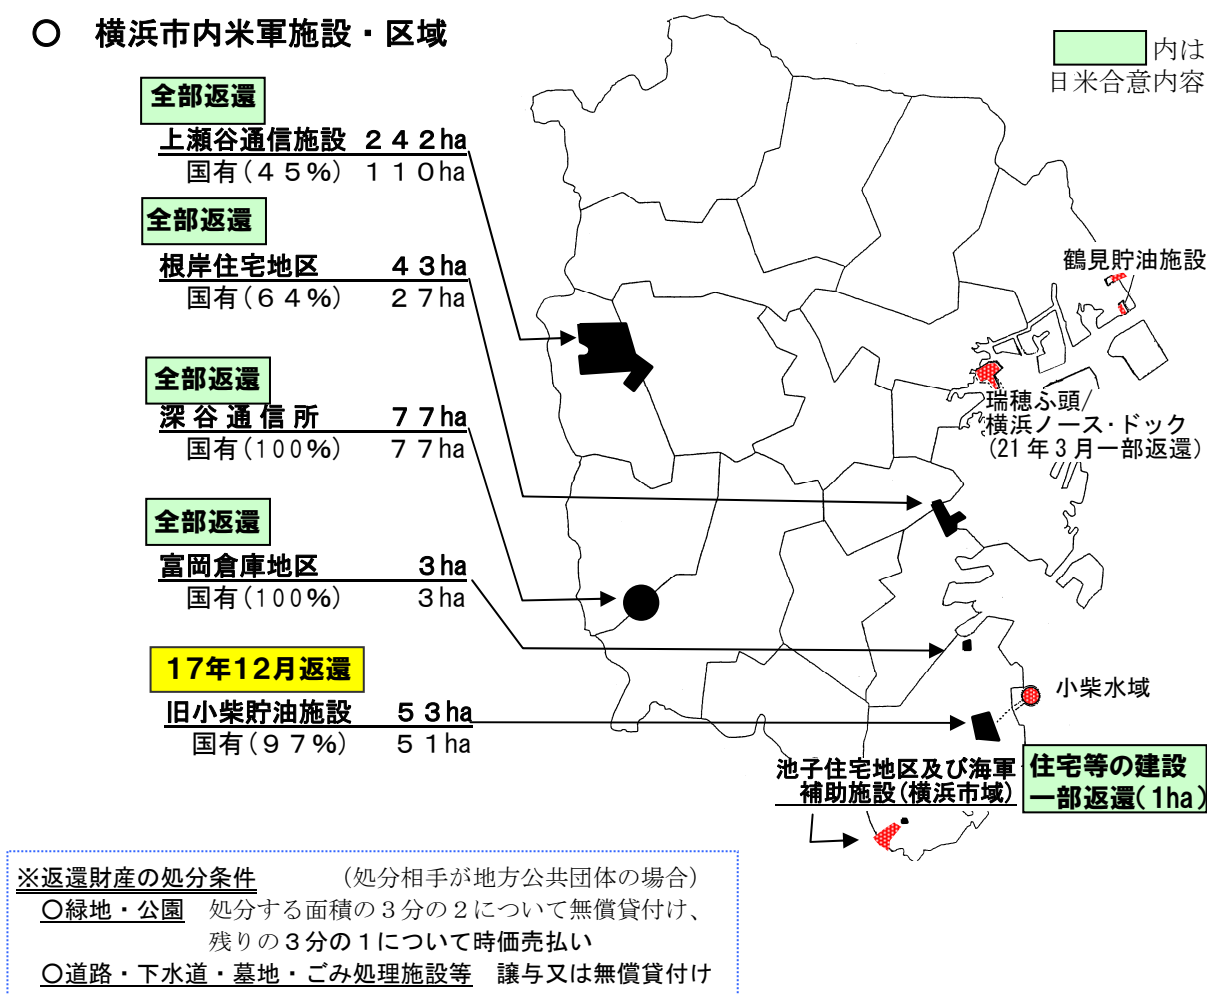 ○　横浜市内米軍施設・区域
内は
日米合意内容
全部返還
上瀬谷通信施設　２４２ha
国有(４５%)　１１０ha
全部返還
根岸住宅地区　４３ha
国有(６４%)　２７ha
全部返還
深谷通信所　７７ha
国有(100%)　７７ha
全部返還
富岡倉庫地区　３ha
国有(100%)　３ha
17年12月返還
旧小柴貯油施設　５３ha
国有(９７%)　５１ha
鶴見貯油施設
瑞穂ふ頭/
横浜ノース・ドック
(21年3月一部返還)
小柴水域
池子住宅地区及び海軍
補助施設(横浜市域)
住宅等の建設
一部返還(1ha)
※返還財産の処分条件　（処分相手が地方公共団体の場合）
○緑地・公園　処分する面積の３分の２について無償貸付け、
残りの３分の１について時価売払い
○道路・下水道・墓地・ごみ処理施設等　譲与又は無償貸付け